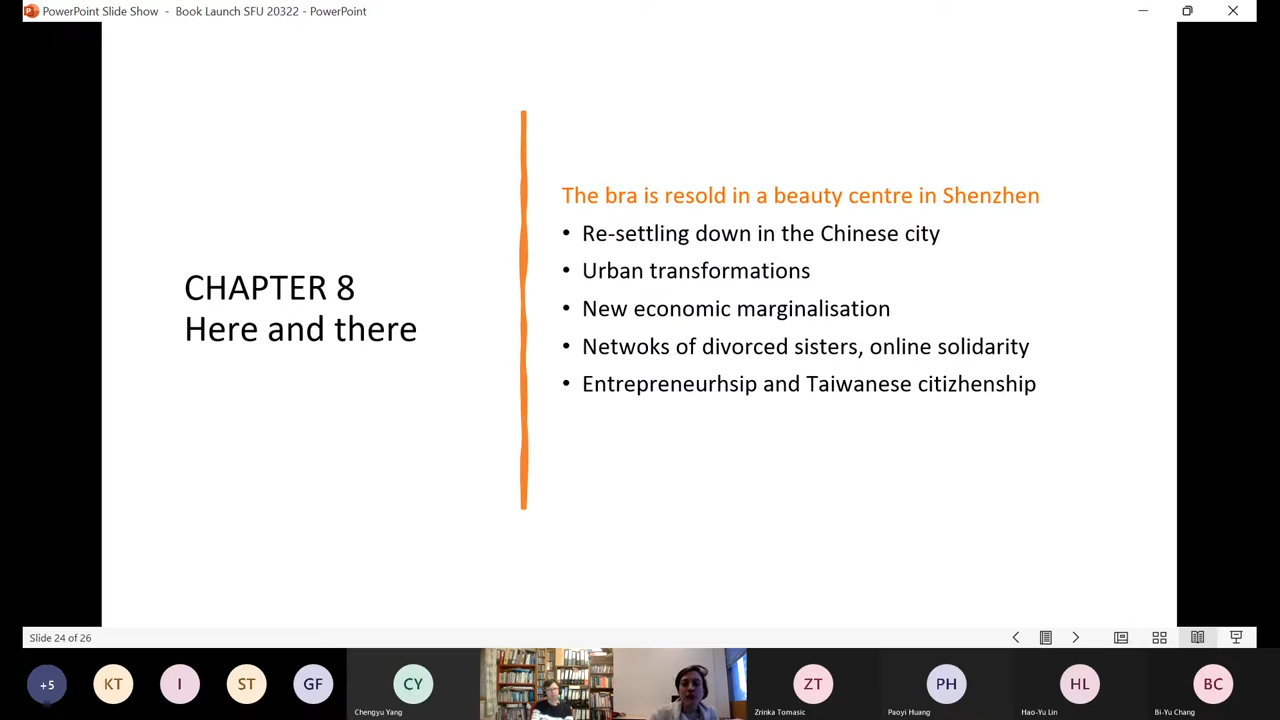 PowerPoint Slide Show - Book Launch SFU 20322 - PowerPoint
CHAPTER 8
Here and there
The bra is resold in a beauty centre in Shenzhen
• Re-settling down in the Chinese city
• Urban transformations
• New economic marginalisation
• Netwoks of divorced sisters, online solidarity
• Entrepreneurhsip and Taiwanese citizhenship
Slide 24 of 26
+5
KT
I
ST
GF
CY
Chengyu Yang
ZT
Zrinka Tomasic
PH
Paoyi Huang
HL
Hao-Yu Lin
BC
Bi-Yu Chang